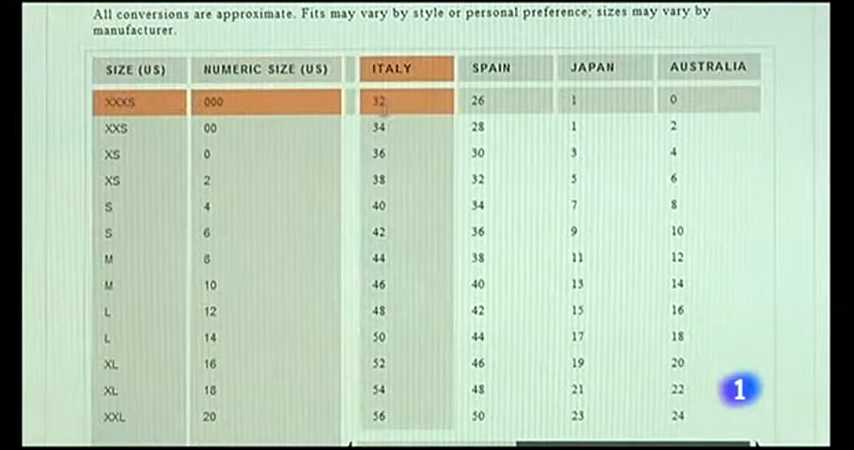 All conversions are approximate. Fits may vary by style or personal preference; sizes may vary by
manufacturer.
SIZE (US) NUMERIC SIZE (US) ITALY SPAIN JAPAN AUSTRALIA
XXXS 000 32 26 1 0
XXS 00 34 28 1 2
XS 0 36 30 3 4
XS 2 38 32 5 6
S 4 40 34 7 8
S 6 42 36 9 10
M 8 44 38 11 12
M 10 46 40 13 14
L 12 48 42 15 16
L 14 50 44 17 18
XL 16 52 46 19 20
XL 18 54 48 21 22
XXL 20 56 50 23 24
1